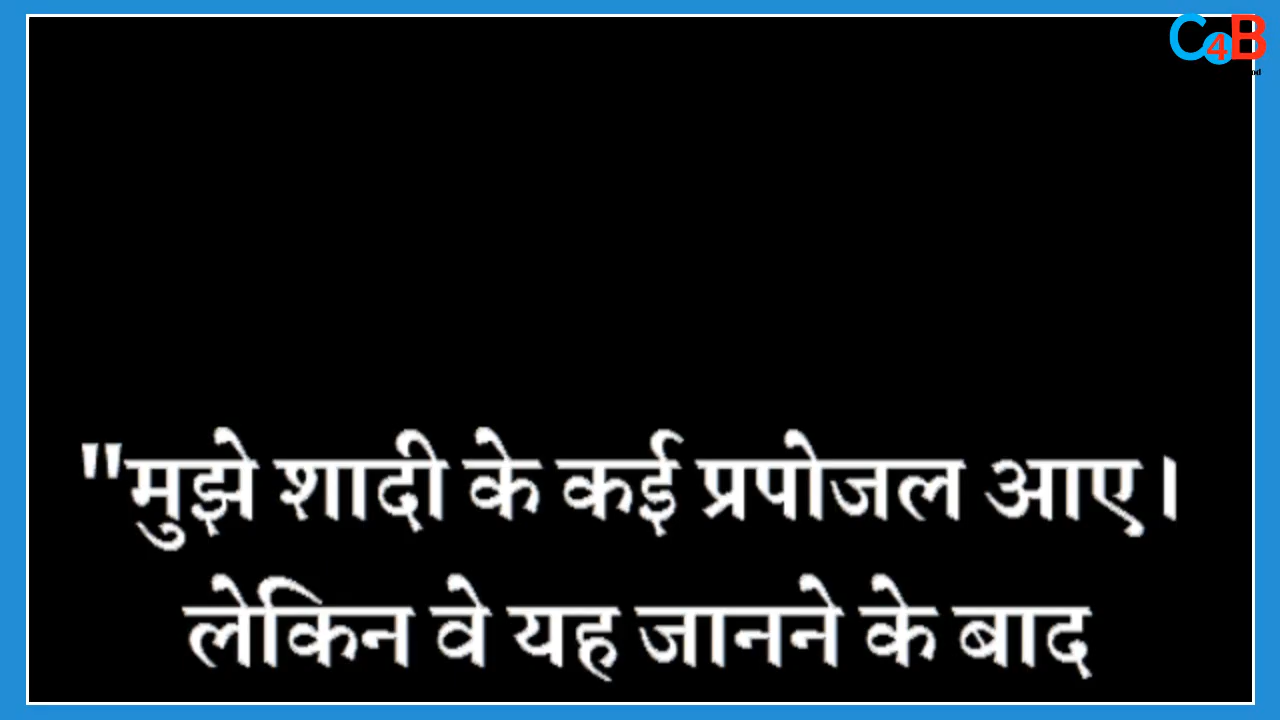 C4B
"मुझे शादी के कई प्रपोजल आए।
लेकिन वे यह जानने के बाद